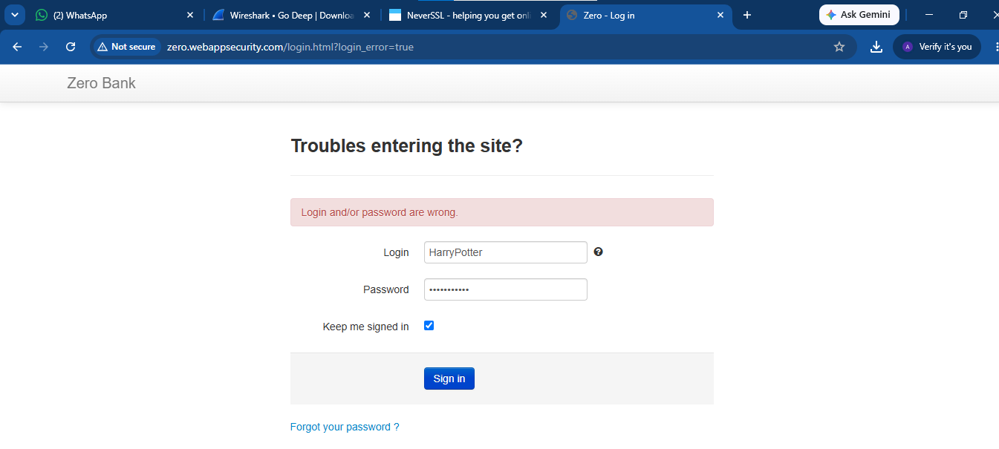 (2) WhatsApp
Wireshark • Go Deep | Downloa
NeverSSL - helping you get onli
Zero - Log in
Ask Gemini
Not secure
zero.webappsecurity.com/login.html?login_error=true
A
Verify it's you
Zero Bank
Troubles entering the site?
Login and/or password are wrong.
Login
HarryPotter
Password
•••••••••••
Keep me signed in
Sign in
Forgot your password ?